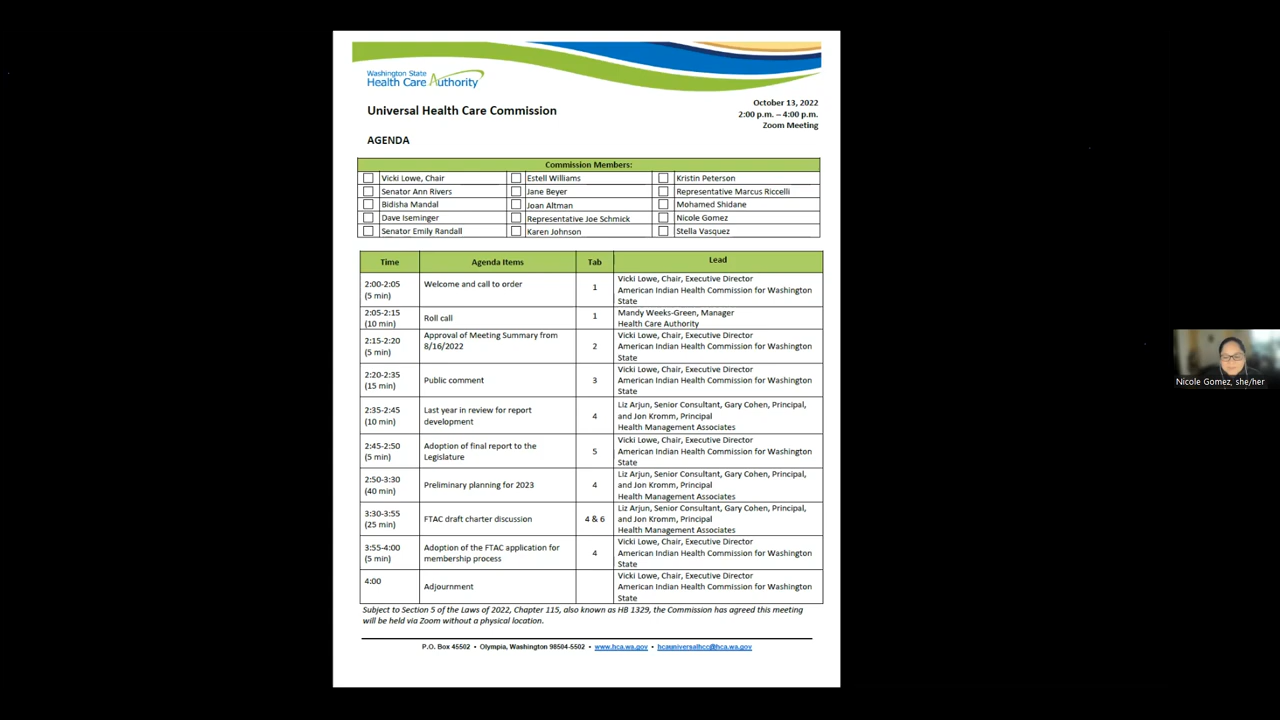 Washington State
Health Care Authority
October 13, 2022
Universal Health Care Commission
2:00 p.m. – 4:00 p.m.
Zoom Meeting
AGENDA
Commission Members:
Vicki Lowe, Chair Estell Williams Kristin Peterson
Senator Ann Rivers Jane Beyer Representative Marcus Riccelli
Bidisha Mandal Joan Altman Mohamed Shidane
Dave Iseminger Representative Joe Schmick Nicole Gomez
Senator Emily Randall Karen Johnson Stella Vasquez
Time Agenda Items Tab Lead
2:00-2:05
(5 min)
Welcome and call to order
1
Vicki Lowe, Chair, Executive Director
American Indian Health Commission for Washington
State
2:05-2:15
(10 min)
Roll call
1
Mandy Weeks-Green, Manager
Health Care Authority
2:15-2:20
(5 min)
Approval of Meeting Summary from
8/16/2022
2
Vicki Lowe, Chair, Executive Director
American Indian Health Commission for Washington
State
2:20-2:35
(15 min)
Public comment
3
Vicki Lowe, Chair, Executive Director
American Indian Health Commission for Washington
State
2:35-2:45
(10 min)
Last year in review for report
development
4
Liz Arjun, Senior Consultant, Gary Cohen, Principal,
and Jon Kromm, Principal
Health Management Associates
2:45-2:50
(5 min)
Adoption of final report to the
Legislature
5
Vicki Lowe, Chair, Executive Director
American Indian Health Commission for Washington
State
2:50-3:30
(40 min)
Preliminary planning for 2023
4
Liz Arjun, Senior Consultant, Gary Cohen, Principal,
and Jon Kromm, Principal
Health Management Associates
3:30-3:55
(25 min)
FTAC draft charter discussion
4 & 6
Liz Arjun, Senior Consultant, Gary Cohen, Principal,
and Jon Kromm, Principal
Health Management Associates
3:55-4:00
(5 min)
Adoption of the FTAC application for
membership process
4
Vicki Lowe, Chair, Executive Director
American Indian Health Commission for Washington
State
4:00
Adjournment
Vicki Lowe, Chair, Executive Director
American Indian Health Commission for Washington
State
Subject to Section 5 of the Laws of 2022, Chapter 115, also known as HB 1329, the Commission has agreed this meeting
will be held via Zoom without a physical location.
P.O. Box 45502 • Olympia, Washington 98504-5502 • www.hca.wa.gov • hcauniversalhcc@hca.wa.gov
Nicole Gomez, she/her